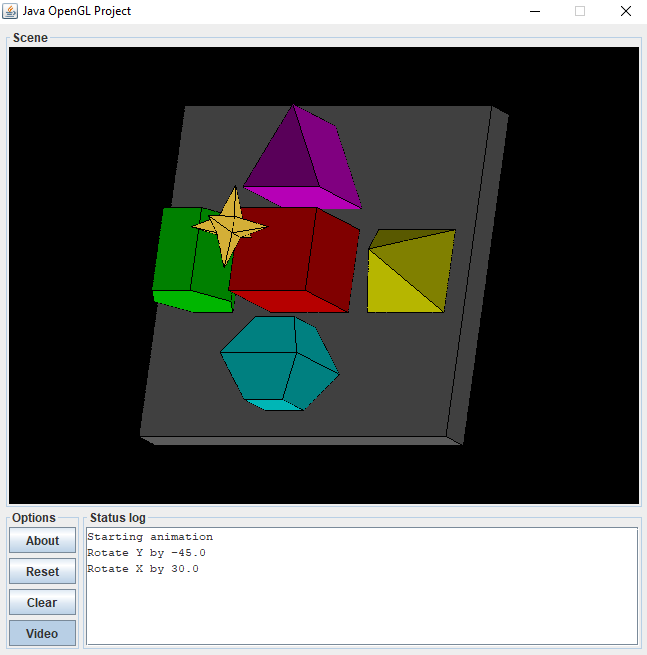 Java OpenGL Project
Scene
Options
About
Reset
Clear
Video
Status log
Starting animation
Rotate Y by -45.0
Rotate X by 30.0